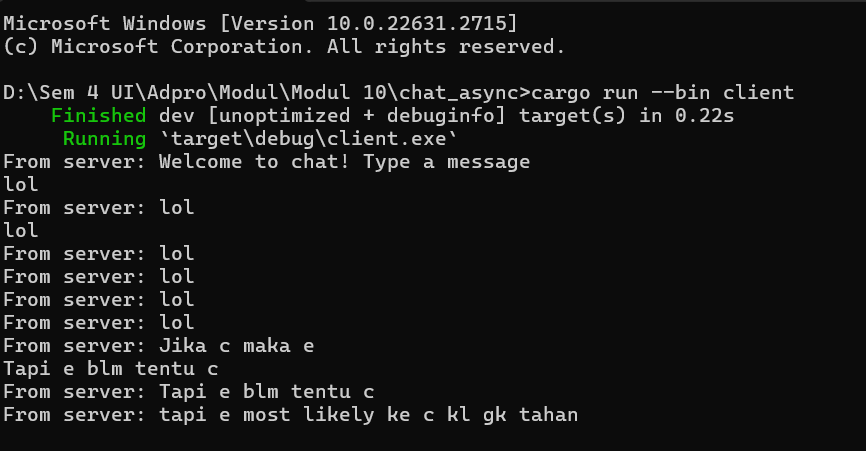 Microsoft Windows [Version 10.0.22631.2715]
(c) Microsoft Corporation. All rights reserved.
D:\Sem 4 UI\Adpro\Modul\Modul 10\chat_async>cargo run --bin client
Finished dev [unoptimized + debuginfo] target(s) in 0.22s
Running `target\debug\client.exe`
From server: Welcome to chat! Type a message
lol
From server: lol
lol
From server: lol
From server: lol
From server: lol
From server: lol
From server: Jika c maka e
Tapi e blm tentu c
From server: Tapi e blm tentu c
From server: tapi e most likely ke c kl gk tahan